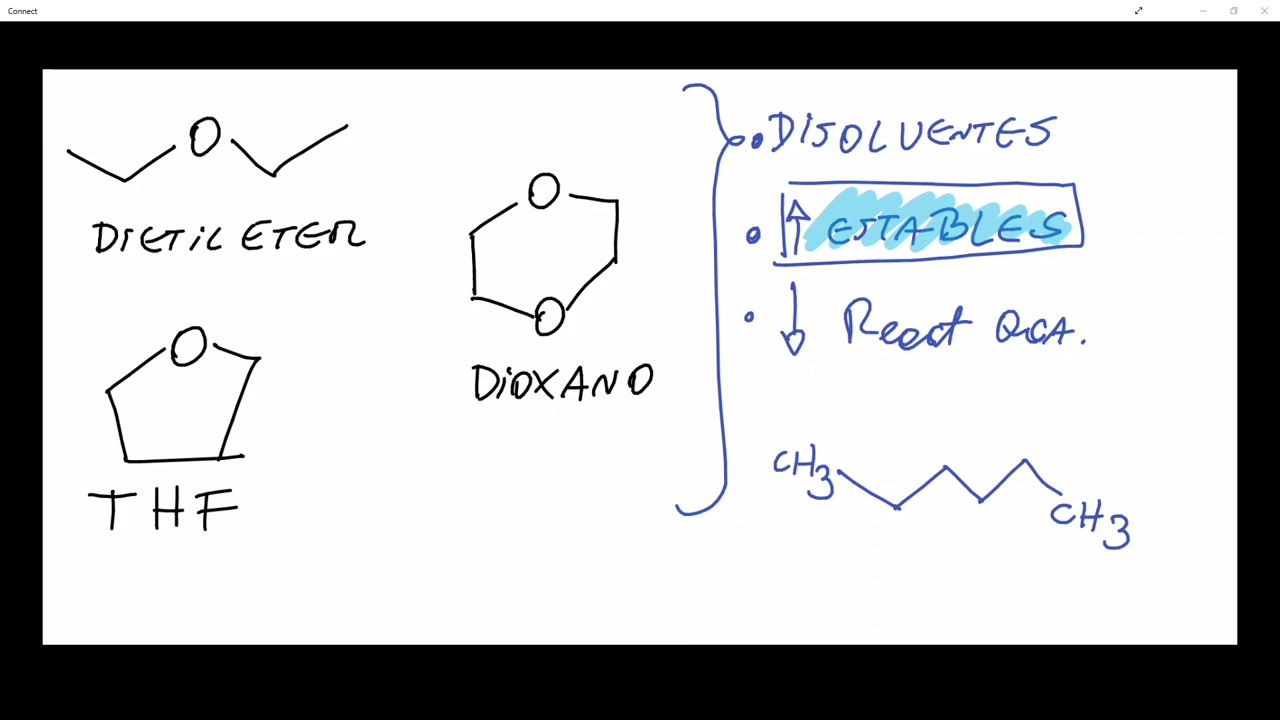 Connect
O
DIETIL ETER
O
O
DIOXANO
O
THF
• DISOLVENTES
• ↑ ESTABLES
• ↓ React QCA.
CH3
CH3